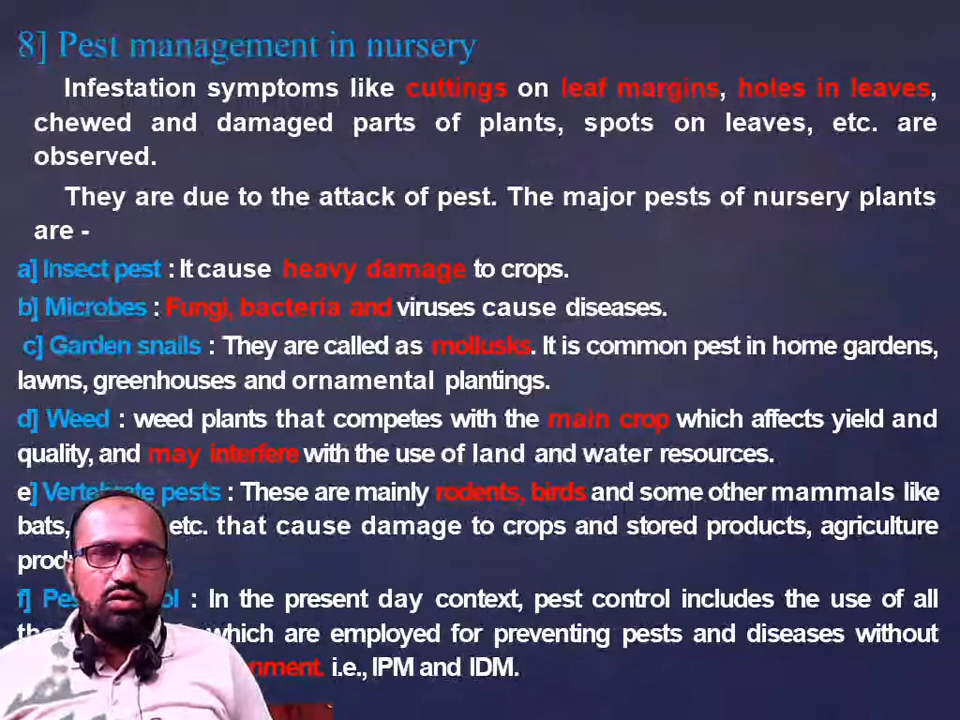 8] Pest management in nursery
Infestation symptoms like cuttings on leaf margins, holes in leaves,
chewed and damaged parts of plants, spots on leaves, etc. are
observed.
They are due to the attack of pest. The major pests of nursery plants
are -
a] Insect pest : It cause heavy damage to crops.
b] Microbes : Fungi, bacteria and viruses cause diseases.
c] Garden snails : They are called as mollusks. It is common pest in home gardens,
lawns, greenhouses and ornamental plantings.
d] Weed : weed plants that competes with the main crop which affects yield and
quality, and may interfere with the use of land and water resources.
e] Vertebrate pests : These are mainly rodents, birds and some other mammals like
bats, etc. that cause damage to crops and stored products, agriculture
f] : In the present day context, pest control includes the use of all
which are employed for preventing pests and diseases without
i.e., IPM and IDM.